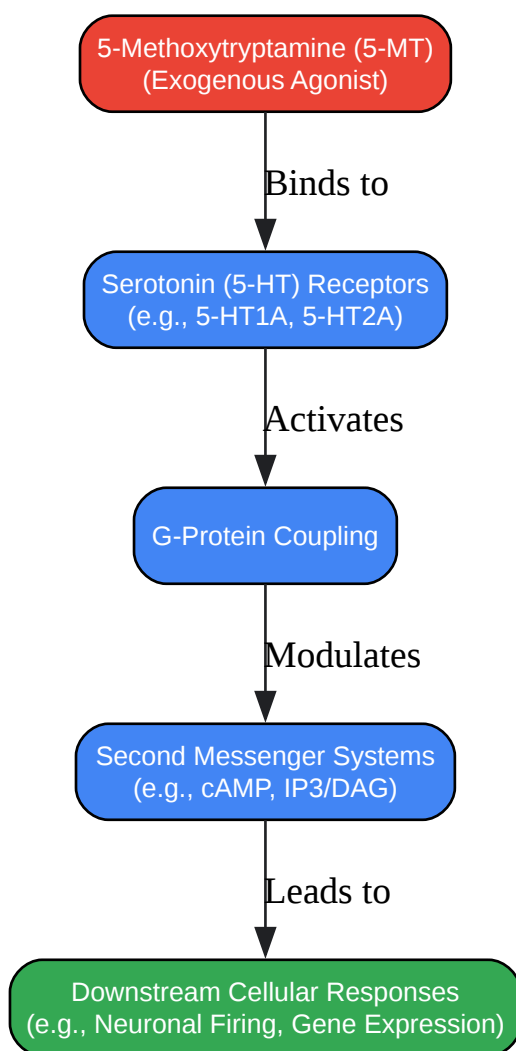 5-Methoxytryptamine (5-MT)
(Exogenous Agonist)
Binds to
Serotonin (5-HT) Receptors
(e.g., 5-HT1A, 5-HT2A)
Activates
G-Protein Coupling
Modulates
Second Messenger Systems
(e.g., cAMP, IP3/DAG)
Leads to
Downstream Cellular Responses
(e.g., Neuronal Firing, Gene Expression)